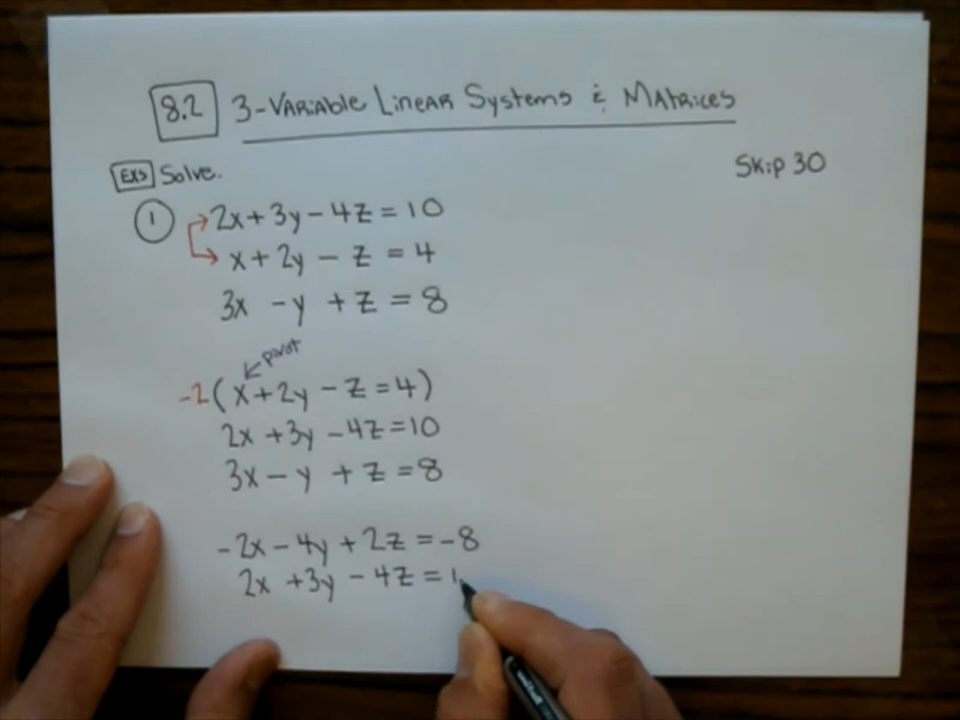 8.2 3-Variable Linear Systems & Matrices
Exs Solve.
Skip 30
1 2x+3y-4z=10
x+2y-z=4
3x-y+z=8
pivot
-2(x+2y-z=4)
2x+3y-4z=10
3x-y+z=8
-2x-4y+2z=-8
2x+3y-4z=1